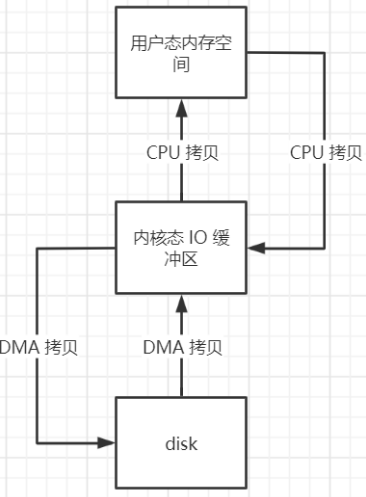 用户态内存空
间
CPU 拷贝
CPU 拷贝
内核态 IO 缓
冲区
DMA 拷贝
DMA 拷贝
disk